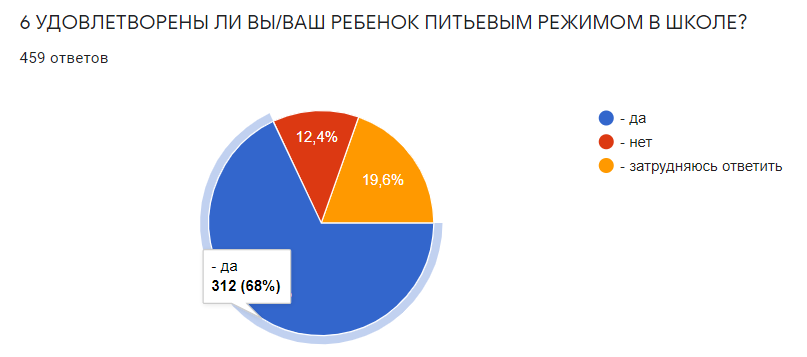 6 УДОВЛЕТВОРЕНЫ ЛИ ВЫ/ВАШ РЕБЕНОК ПИТЬЕВЫМ РЕЖИМОМ В ШКОЛЕ?
459 ответов
12,4%
19,6%
- да
312 (68%)
- да
- нет
- затрудняюсь ответить